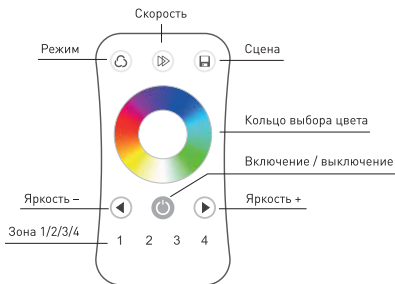 Скорость
Режим
Сцена
Кольцо выбора цвета
Включение / выключение
Яркость –
Яркость +
Зона 1/2/3/4
1 2 3 4